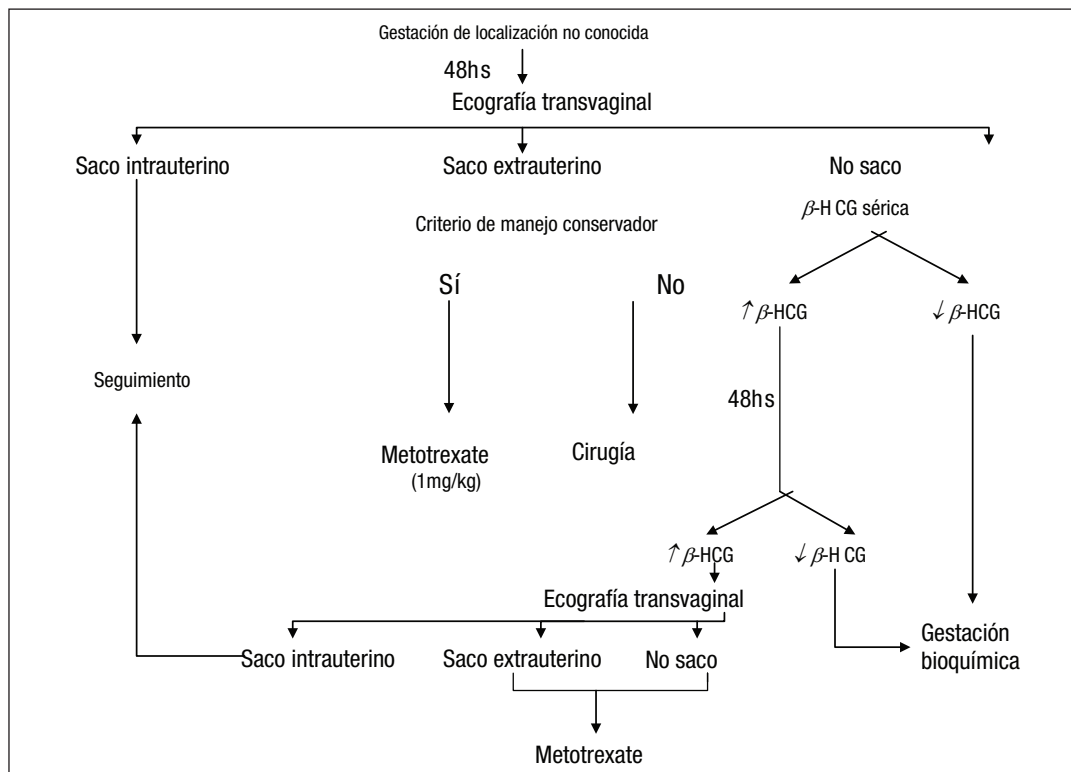 Gestación de localización no conocida
48hs
Ecografía transvaginal
Saco intrauterino
Saco extrauterino
No saco
β-H CG sérica
Criterio de manejo conservador
Sí
No
↑ β-HCG
↓ β-HCG
Seguimiento
48hs
Metotrexate
(1mg/kg)
Cirugía
↑ β-HCG
↓ β-H CG
Ecografía transvaginal
Saco intrauterino
Saco extrauterino
No saco
Gestación
bioquímica
Metotrexate